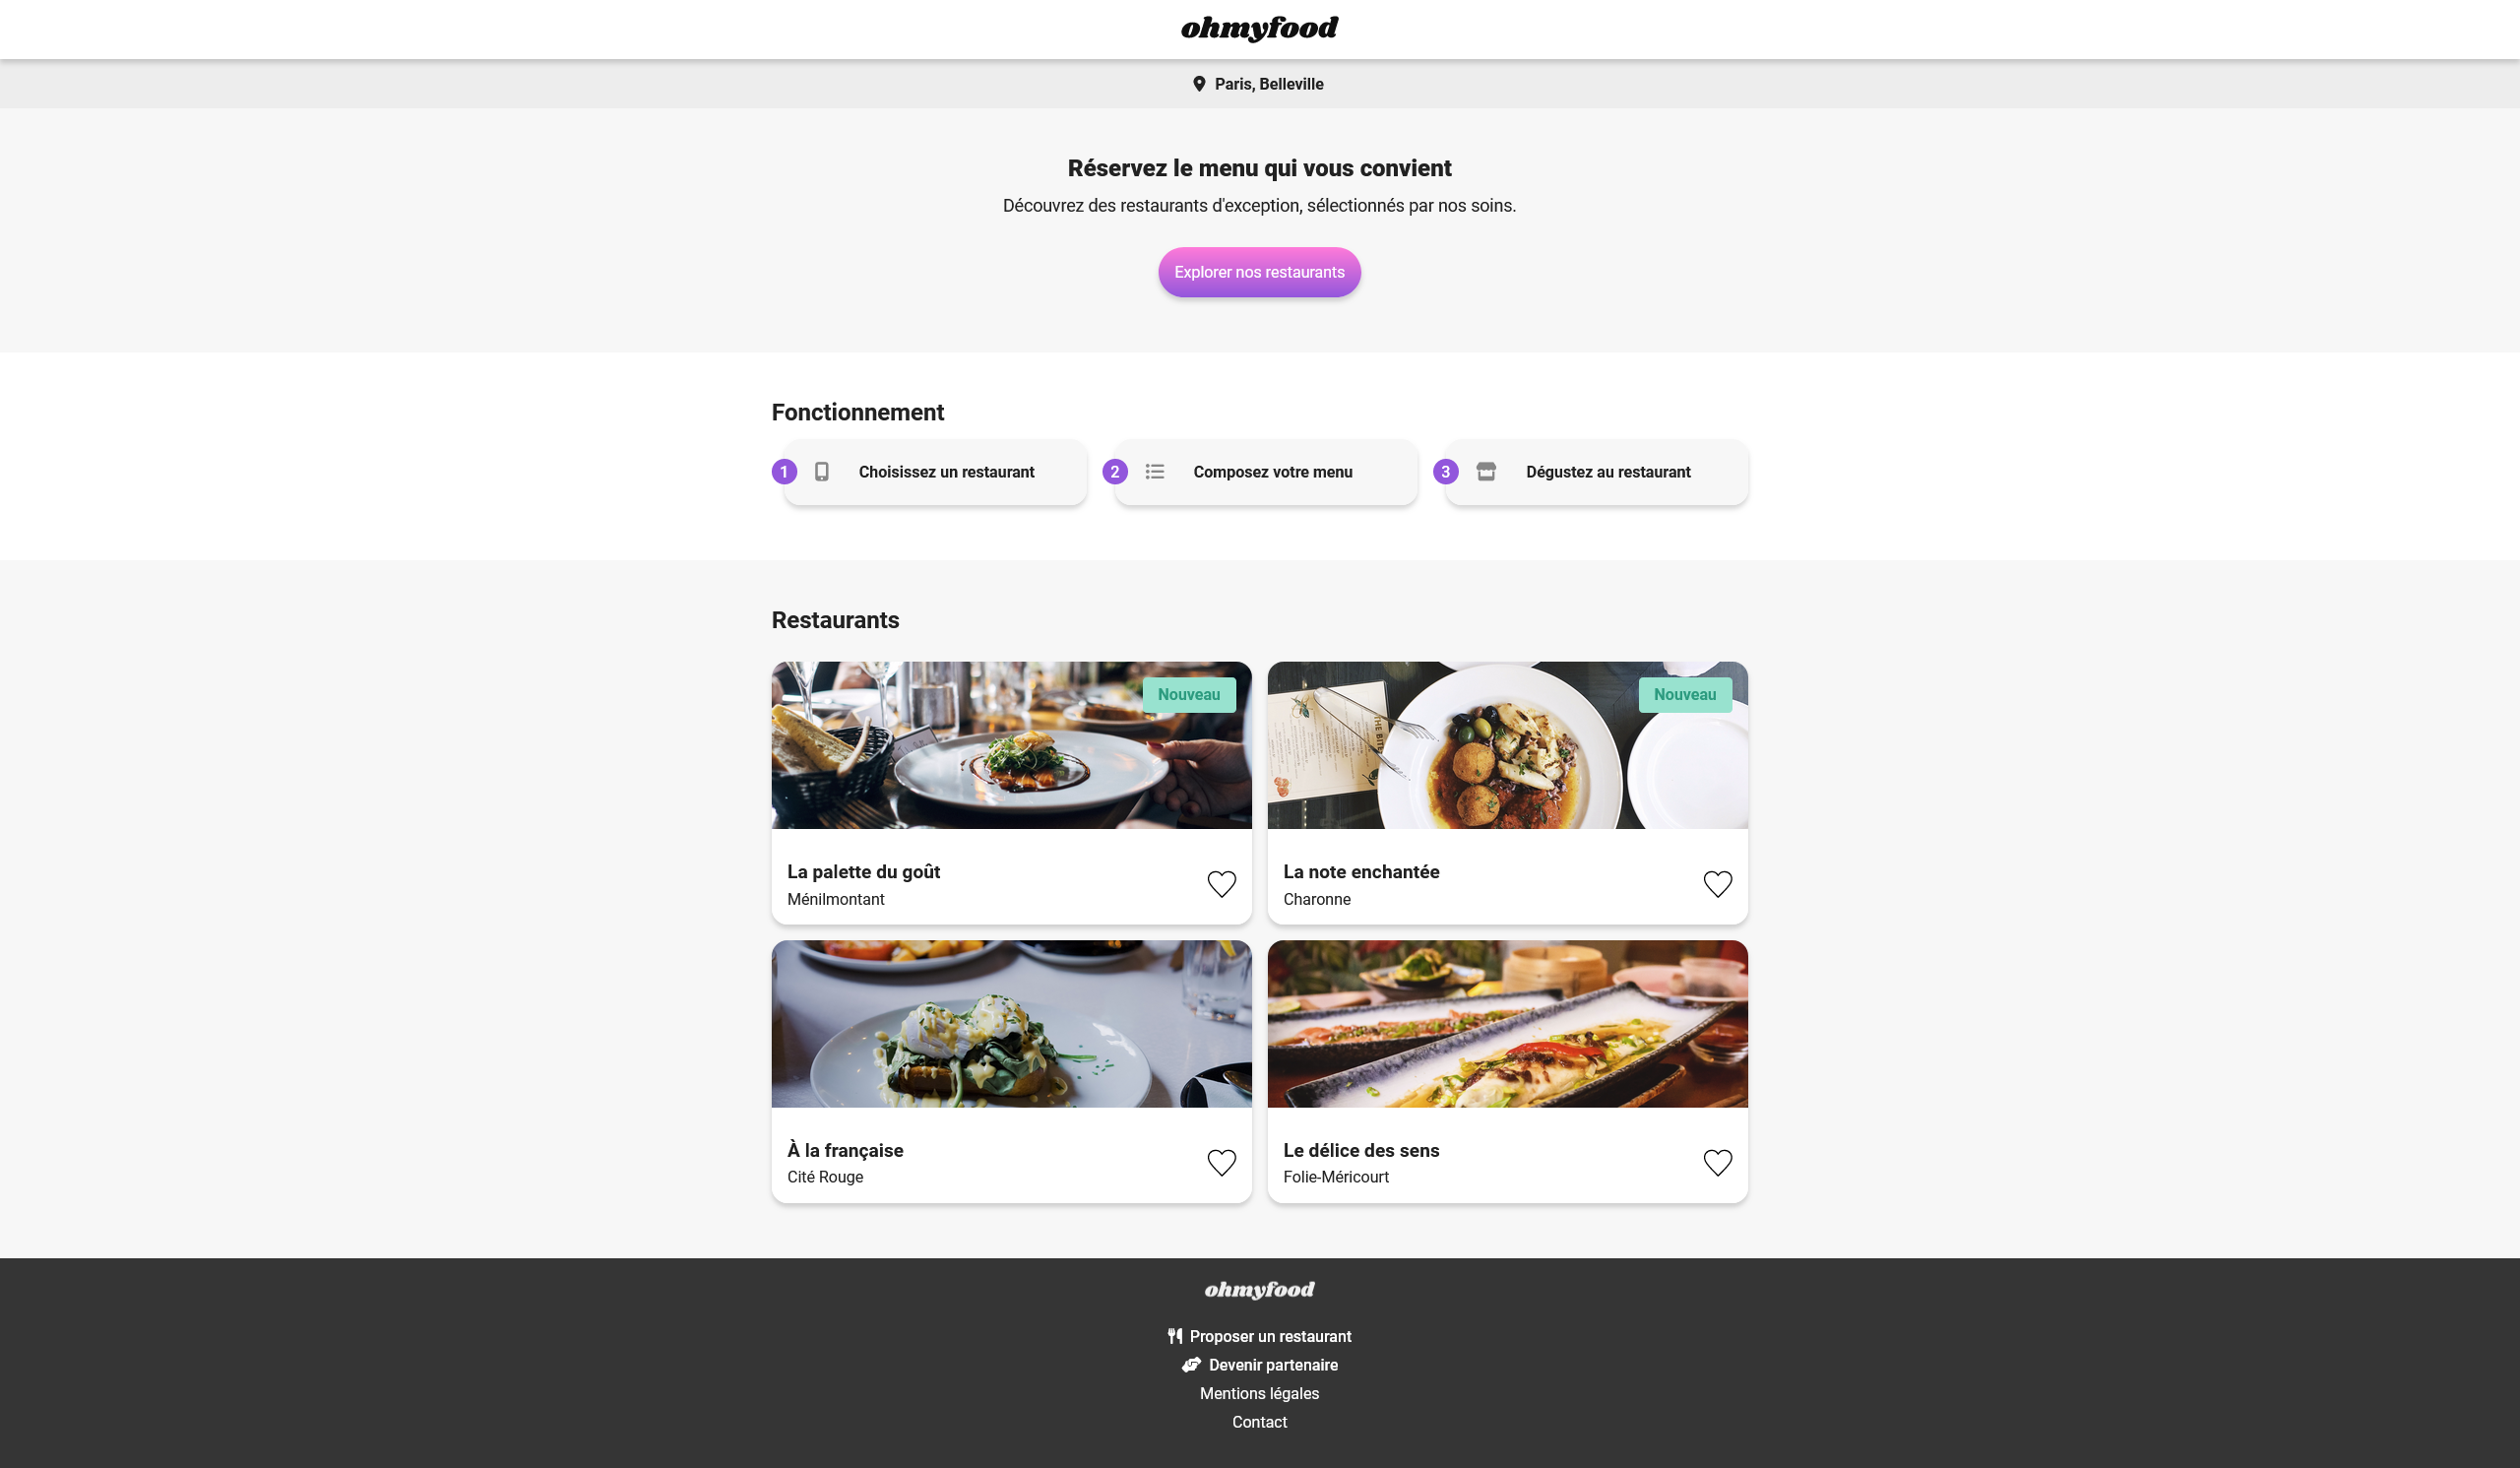 ohmyfood
Paris, Belleville
Réservez le menu qui vous convient
Découvrez des restaurants d'exception, sélectionnés par nos soins.
Explorer nos restaurants
Fonctionnement
1 Choisissez un restaurant
2 Composez votre menu
3 Dégustez au restaurant
Restaurants
Nouveau
La palette du goût
Ménilmontant
Nouveau
La note enchantée
Charonne
À la française
Cité Rouge
Le délice des sens
Folie-Méricourt
ohmyfood
Proposer un restaurant
Devenir partenaire
Mentions légales
Contact